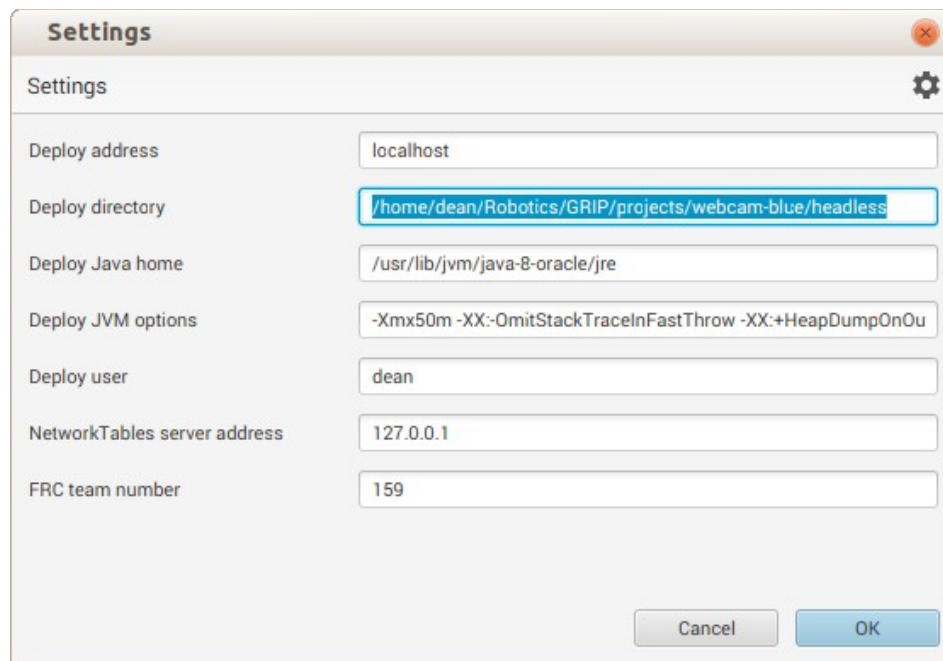 Settings
Settings
Deploy address
localhost
Deploy directory
/home/dean/Robotics/GRIP/projects/webcam-blue/headless
Deploy Java home
/usr/lib/jvm/java-8-oracle/jre
Deploy JVM options
-Xmx50m -XX:-OmitStackTraceInFastThrow -XX:+HeapDumpOnOu
Deploy user
dean
NetworkTables server address
127.0.0.1
FRC team number
159
Cancel
OK